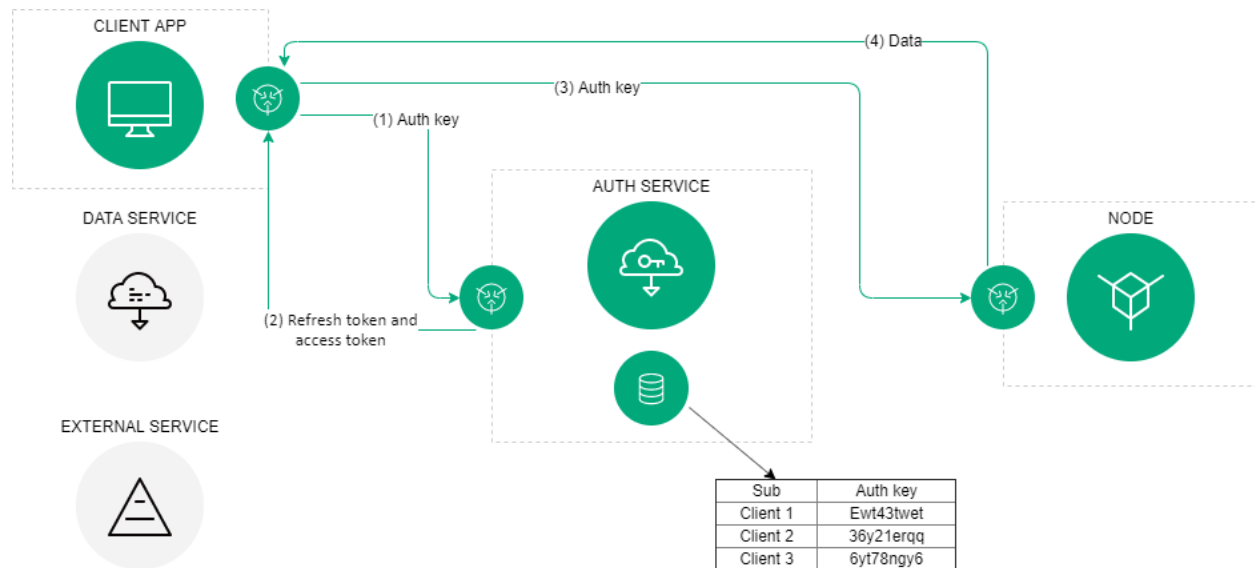 CLIENT APP
(4) Data
(3) Auth key
(1) Auth key
AUTH SERVICE
DATA SERVICE
NODE
(2) Refresh token and
access token
EXTERNAL SERVICE
Sub Auth key
Client 1 Ewt43twet
Client 2 36y21erqq
Client 3 6yt78ngy6